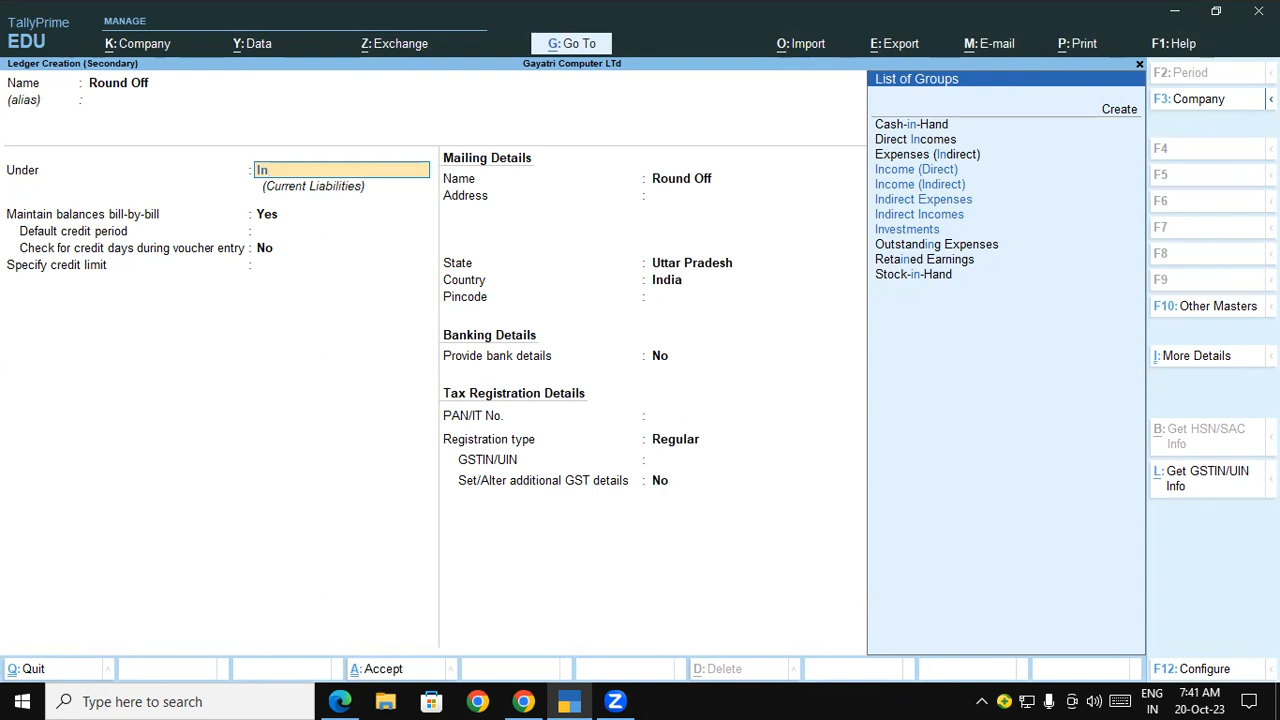 TallyPrime
EDU
MANAGE
K: Company
Y: Data
Z: Exchange
G: Go To
O: Import
E: Export
M: E-mail
P: Print
F1: Help
Ledger Creation (Secondary)
Gayatri Computer LTd
×
Name : Round Off
(alias) :
Under : In
(Current Liabilities)
Maintain balances bill-by-bill : Yes
Default credit period :
Check for credit days during voucher entry : No
Specify credit limit :
Mailing Details
Name : Round Off
Address :
State : Uttar Pradesh
Country : India
Pincode :
Banking Details
Provide bank details : No
Tax Registration Details
PAN/IT No. :
Registration type : Regular
GSTIN/UIN :
Set/Alter additional GST details : No
List of Groups
Create
Cash-in-Hand
Direct Incomes
Expenses (Indirect)
Income (Direct)
Income (Indirect)
Indirect Expenses
Indirect Incomes
Investments
Outstanding Expenses
Retained Earnings
Stock-in-Hand
F2: Period
F3: Company
F4
F5
F6
F7
F8
F9
F10: Other Masters
I: More Details
B: Get HSN/SAC
Info
L: Get GSTIN/UIN
Info
Q: Quit
A: Accept
D: Delete
F12: Configure
Type here to search
ENG
IN
7:41 AM
20-Oct-23